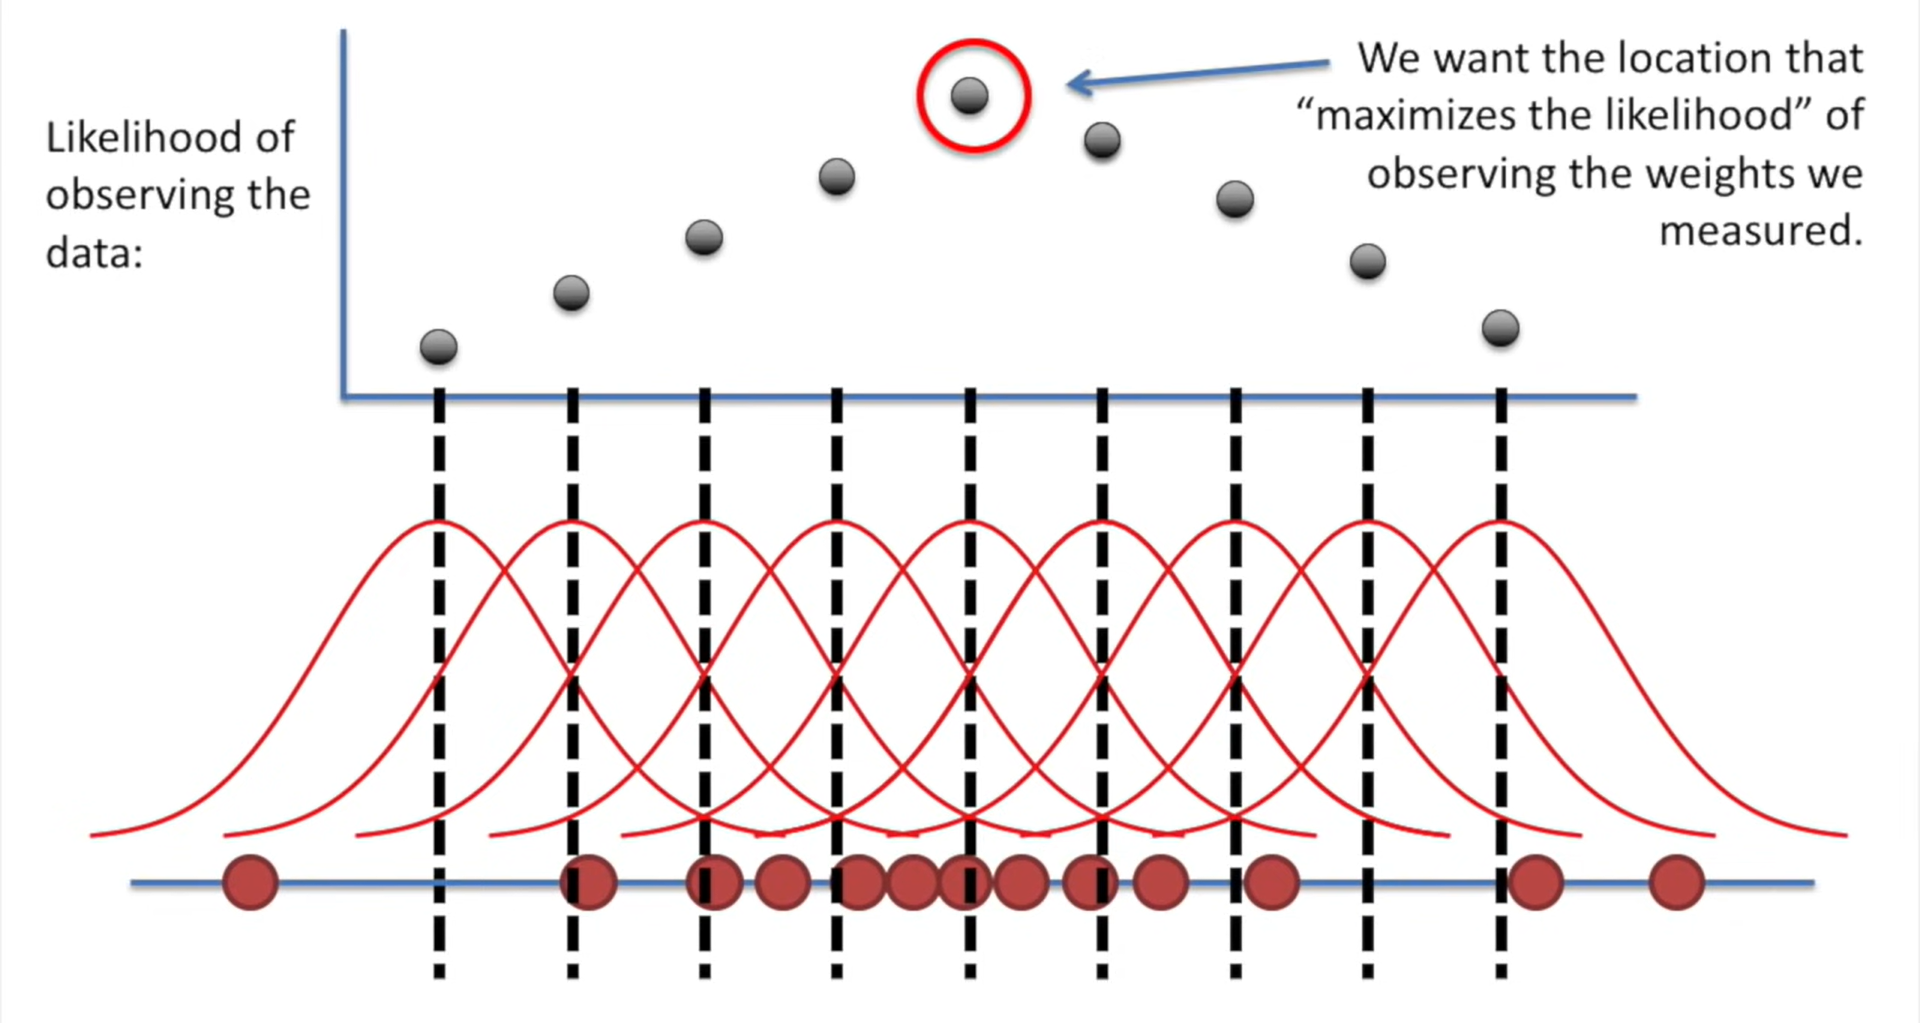 Likelihood of
observing the
data:
We want the location that
“maximizes the likelihood” of
observing the weights we
measured.